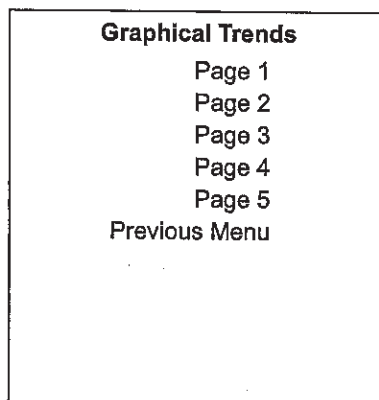 Graphical Trends
Page 1
Page 2
Page 3
Page 4
Page 5
Previous Menu